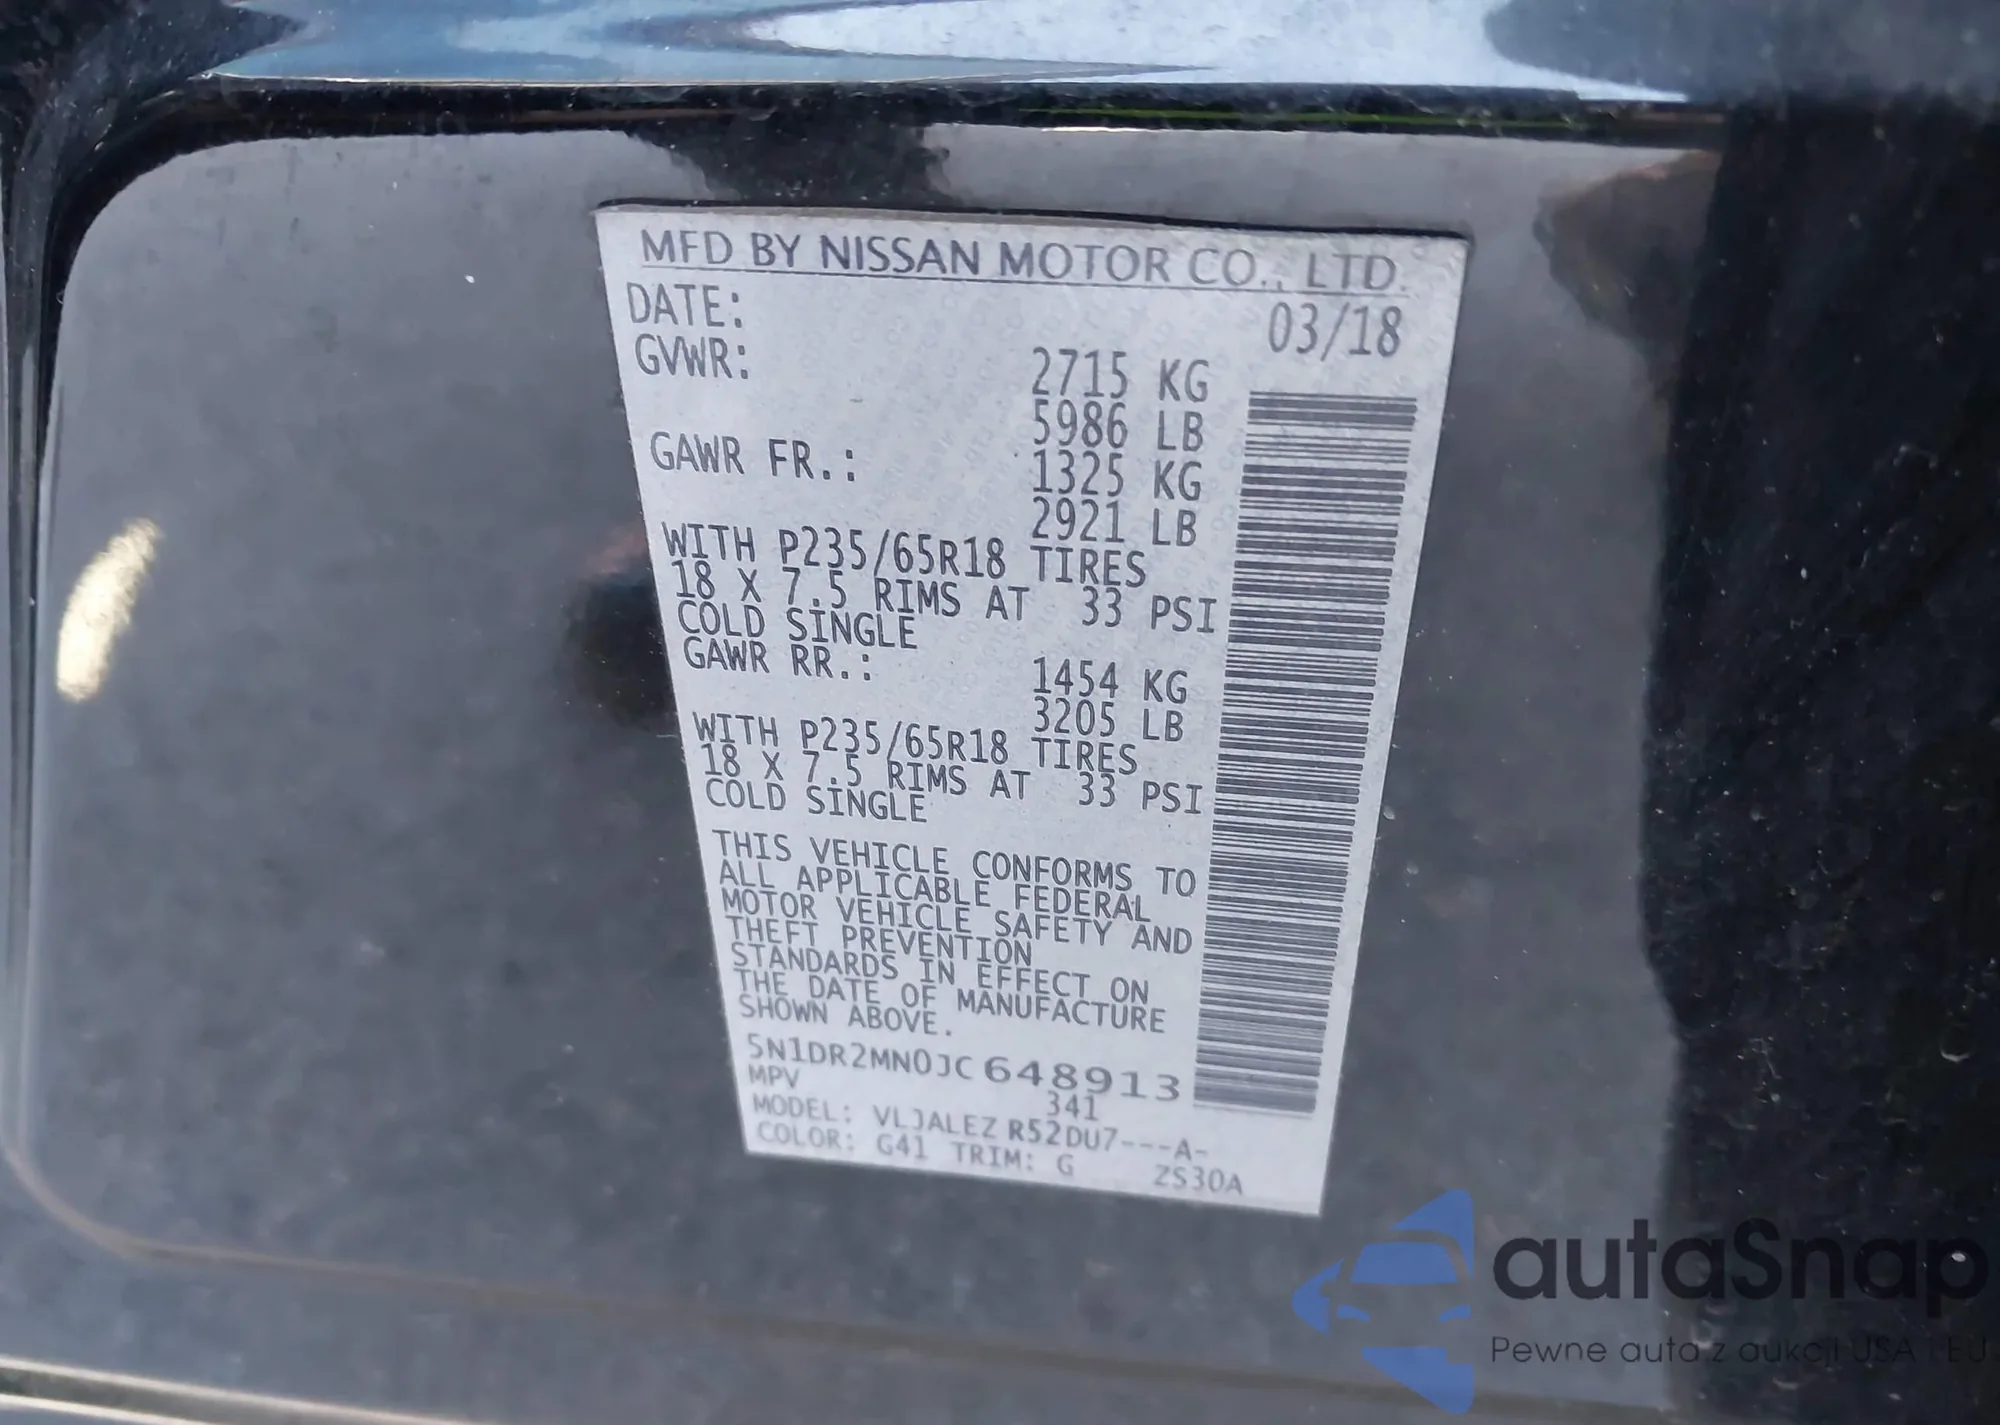 MFD BY NISSAN MOTOR CO., LTD.
DATE: 03/18
GVWR: 2715 KG
5986 LB
GAWR FR.: 1325 KG
2921 LB
WITH P235/65R18 TIRES
18 X 7.5 RIMS AT 33 PSI
COLD SINGLE
GAWR RR.: 1454 KG
3205 LB
WITH P235/65R18 TIRES
18 X 7.5 RIMS AT 33 PSI
COLD SINGLE
THIS VEHICLE CONFORMS TO
ALL APPLICABLE FEDERAL
MOTOR VEHICLE SAFETY AND
THEFT PREVENTION
STANDARDS IN EFFECT ON
THE DATE OF MANUFACTURE
SHOWN ABOVE.
5N1DR2MN0JC648913
MPV 341
MODEL: VLJALEZ R52DU7---A-
COLOR: G41 TRIM: G ZS30A
autaSnap
Pewne auta z aukcji USA i EU